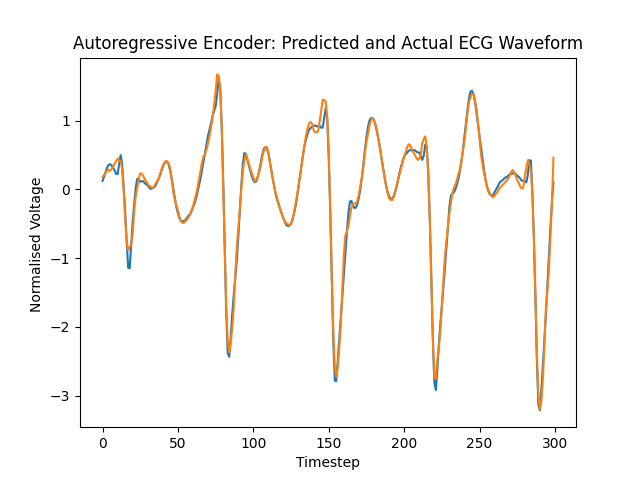 Autoregressive Encoder: Predicted and Actual ECG Waveform
Normalised Voltage
1
0
−1
−2
−3
0 50 100 150 200 250 300
Timestep